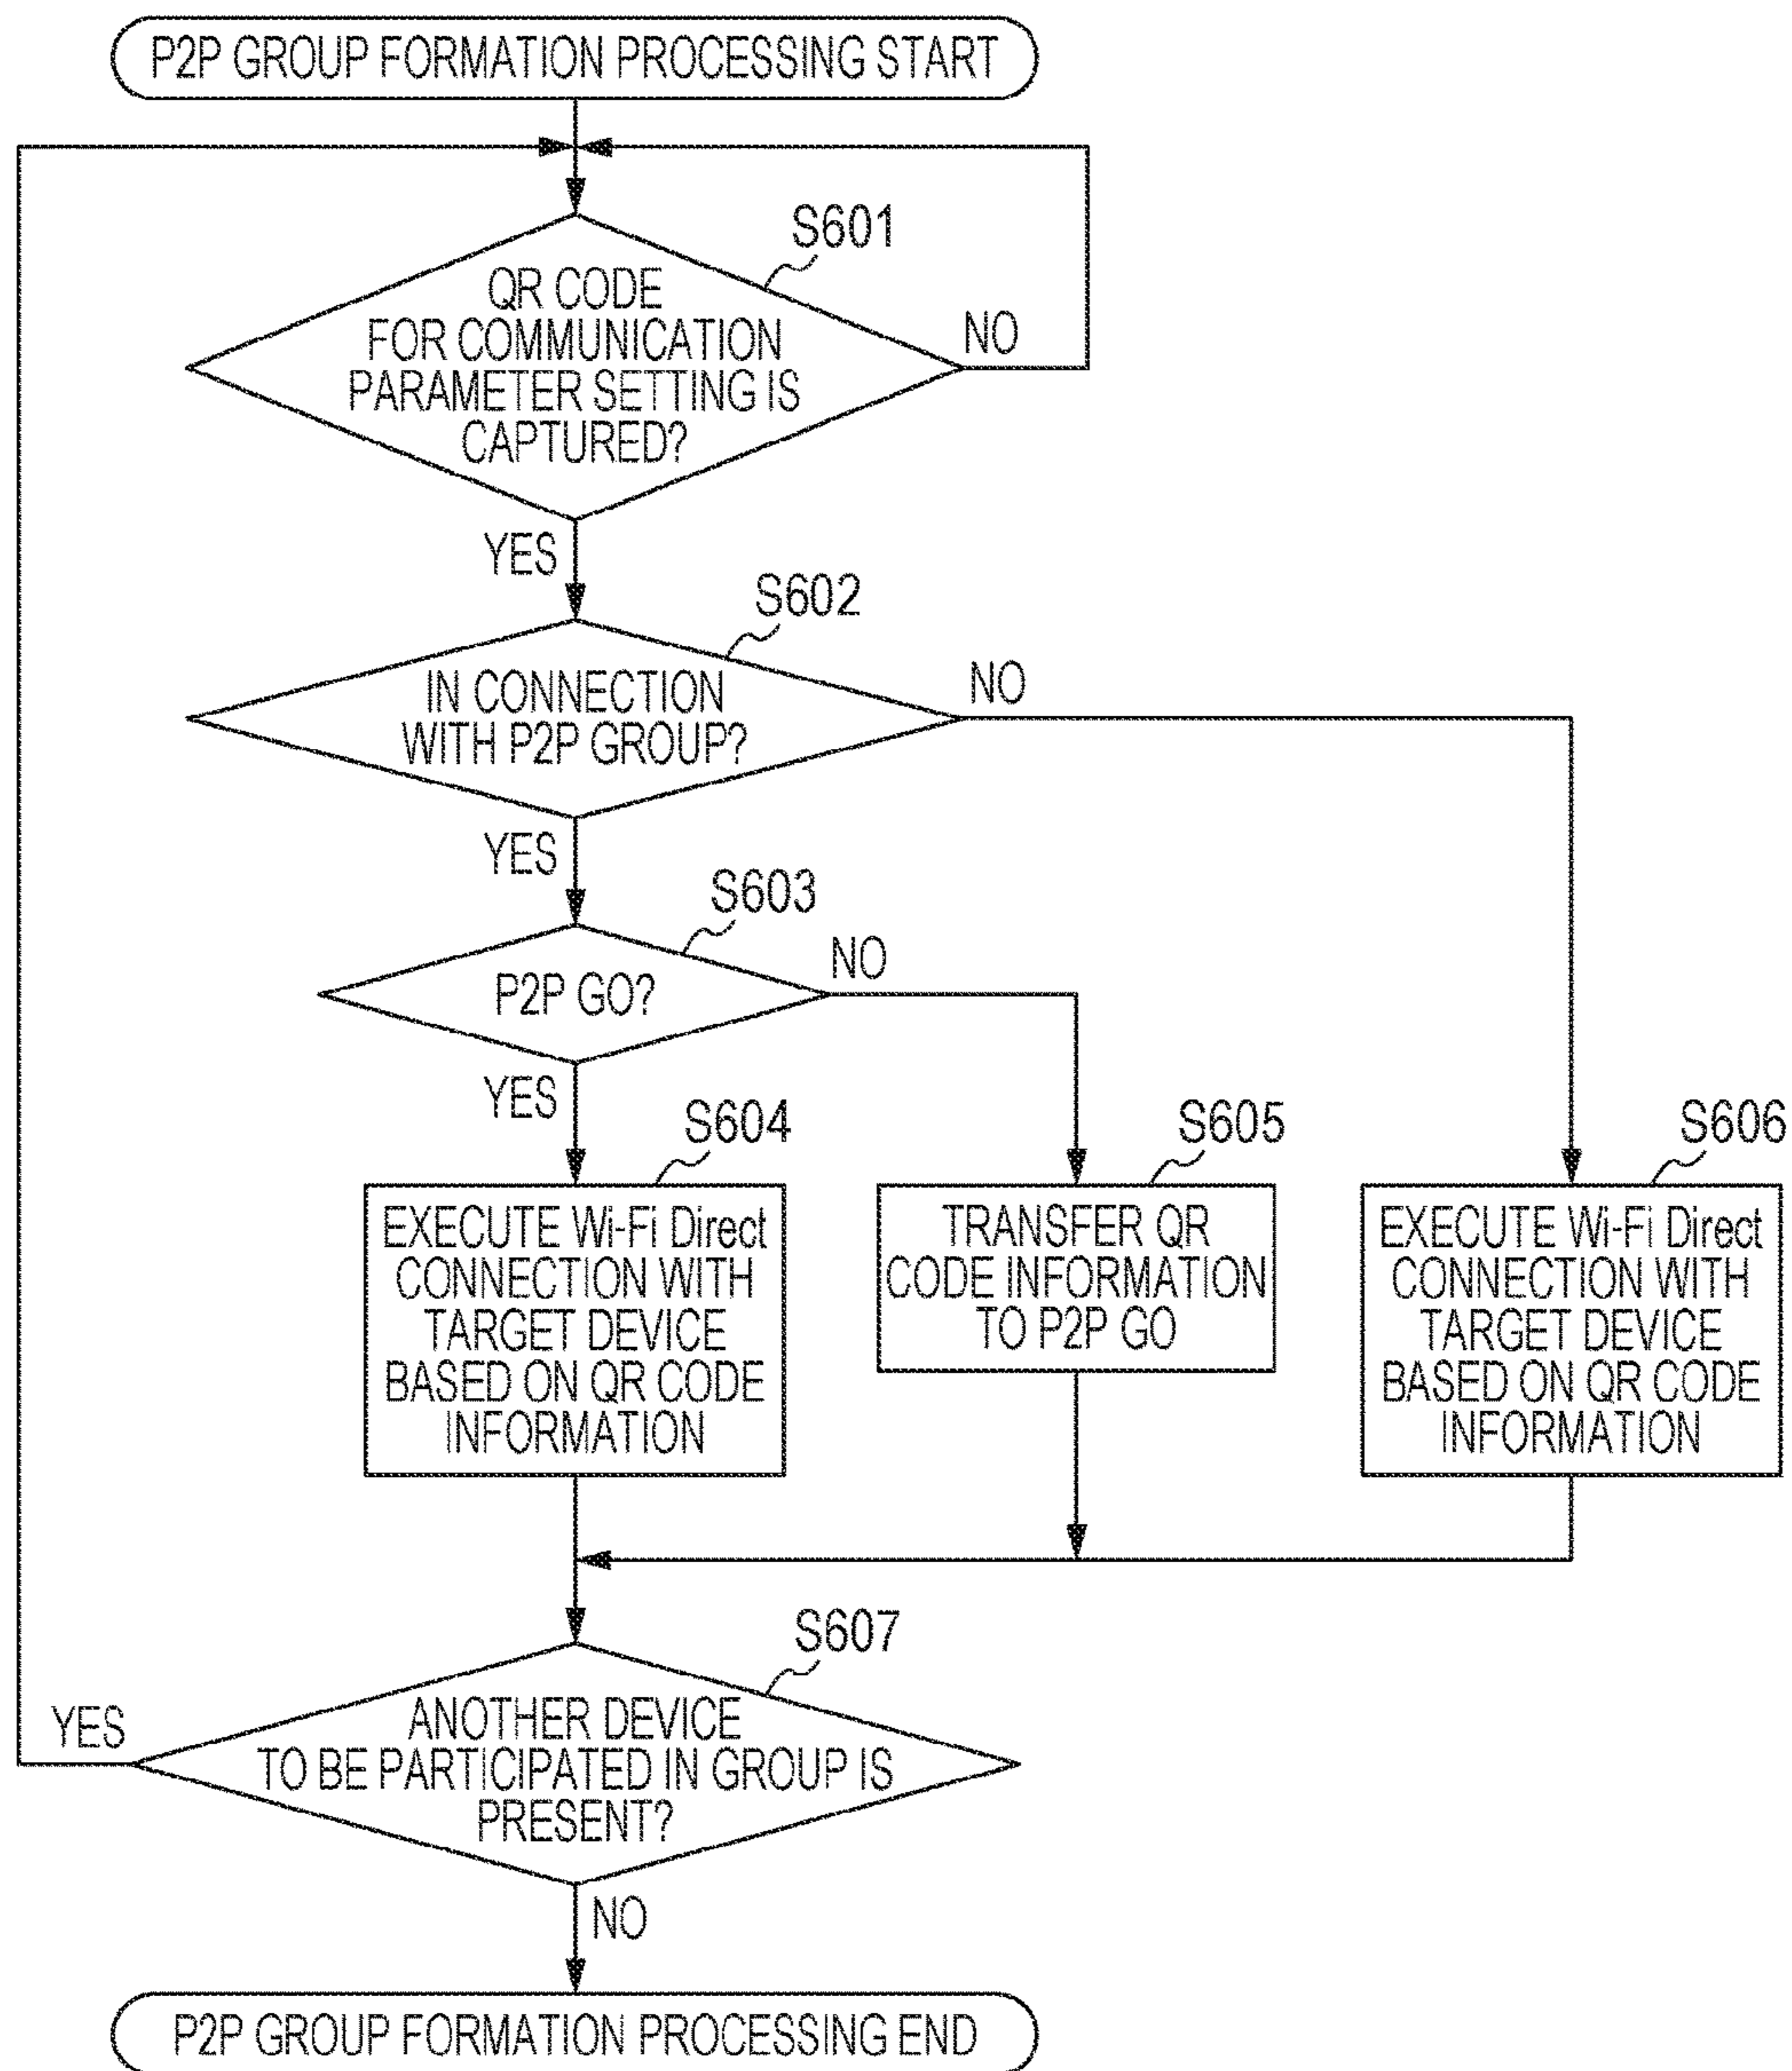 P2P GROUP FORMATION PROCESSING START
S601
QR CODE
FOR COMMUNICATION
PARAMETER SETTING IS
CAPTURED?
NO
YES
S602
IN CONNECTION
WITH P2P GROUP?
NO
YES
S603
P2P GO?
NO
YES
S604
EXECUTE Wi-Fi Direct
CONNECTION WITH
TARGET DEVICE
BASED ON QR CODE
INFORMATION
S605
TRANSFER QR
CODE INFORMATION
TO P2P GO
S606
EXECUTE Wi-Fi Direct
CONNECTION WITH
TARGET DEVICE
BASED ON QR CODE
INFORMATION
S607
ANOTHER DEVICE
TO BE PARTICIPATED IN GROUP IS
PRESENT?
YES
NO
P2P GROUP FORMATION PROCESSING END